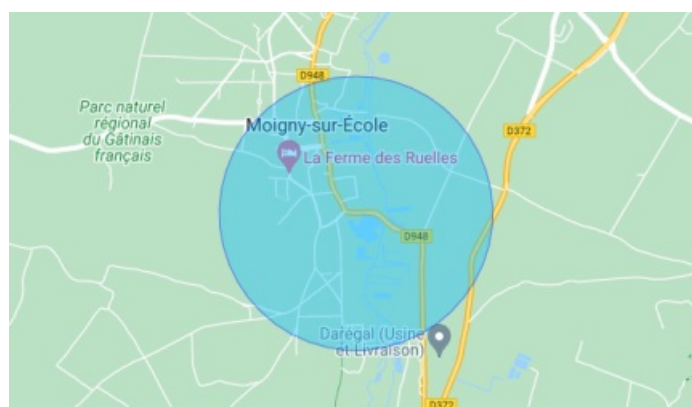 D948
Parc naturel
régional
du Gâtinais
français
Moigny-sur-École
D372
La Ferme des Ruelles
D948
Darégal (Usine
et Livraison)
D372